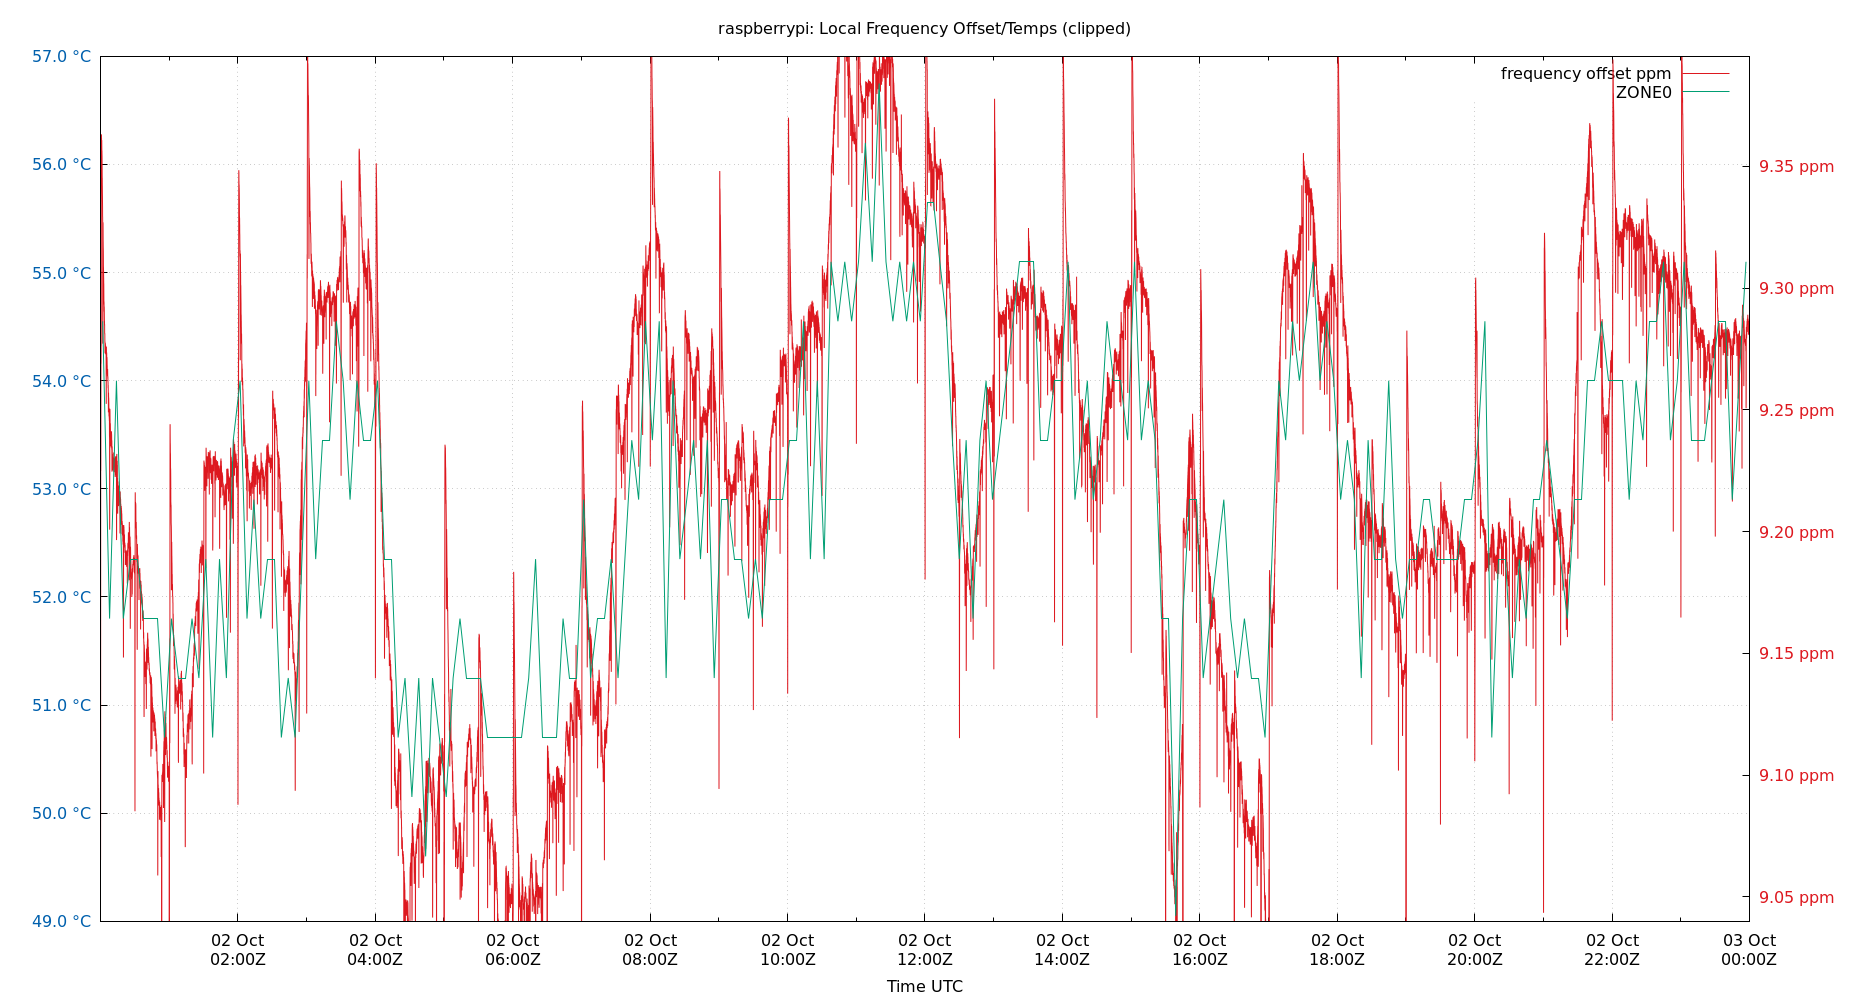 raspberrypi: Local Frequency Offset/Temps (clipped)
frequency offset ppm
ZONE0
57.0 °C
56.0 °C
55.0 °C
54.0 °C
53.0 °C
52.0 °C
51.0 °C
50.0 °C
49.0 °C
9.35 ppm
9.30 ppm
9.25 ppm
9.20 ppm
9.15 ppm
9.10 ppm
9.05 ppm
02 Oct
02:00Z
02 Oct
04:00Z
02 Oct
06:00Z
02 Oct
08:00Z
02 Oct
10:00Z
02 Oct
12:00Z
02 Oct
14:00Z
02 Oct
16:00Z
02 Oct
18:00Z
02 Oct
20:00Z
02 Oct
22:00Z
03 Oct
00:00Z
Time UTC